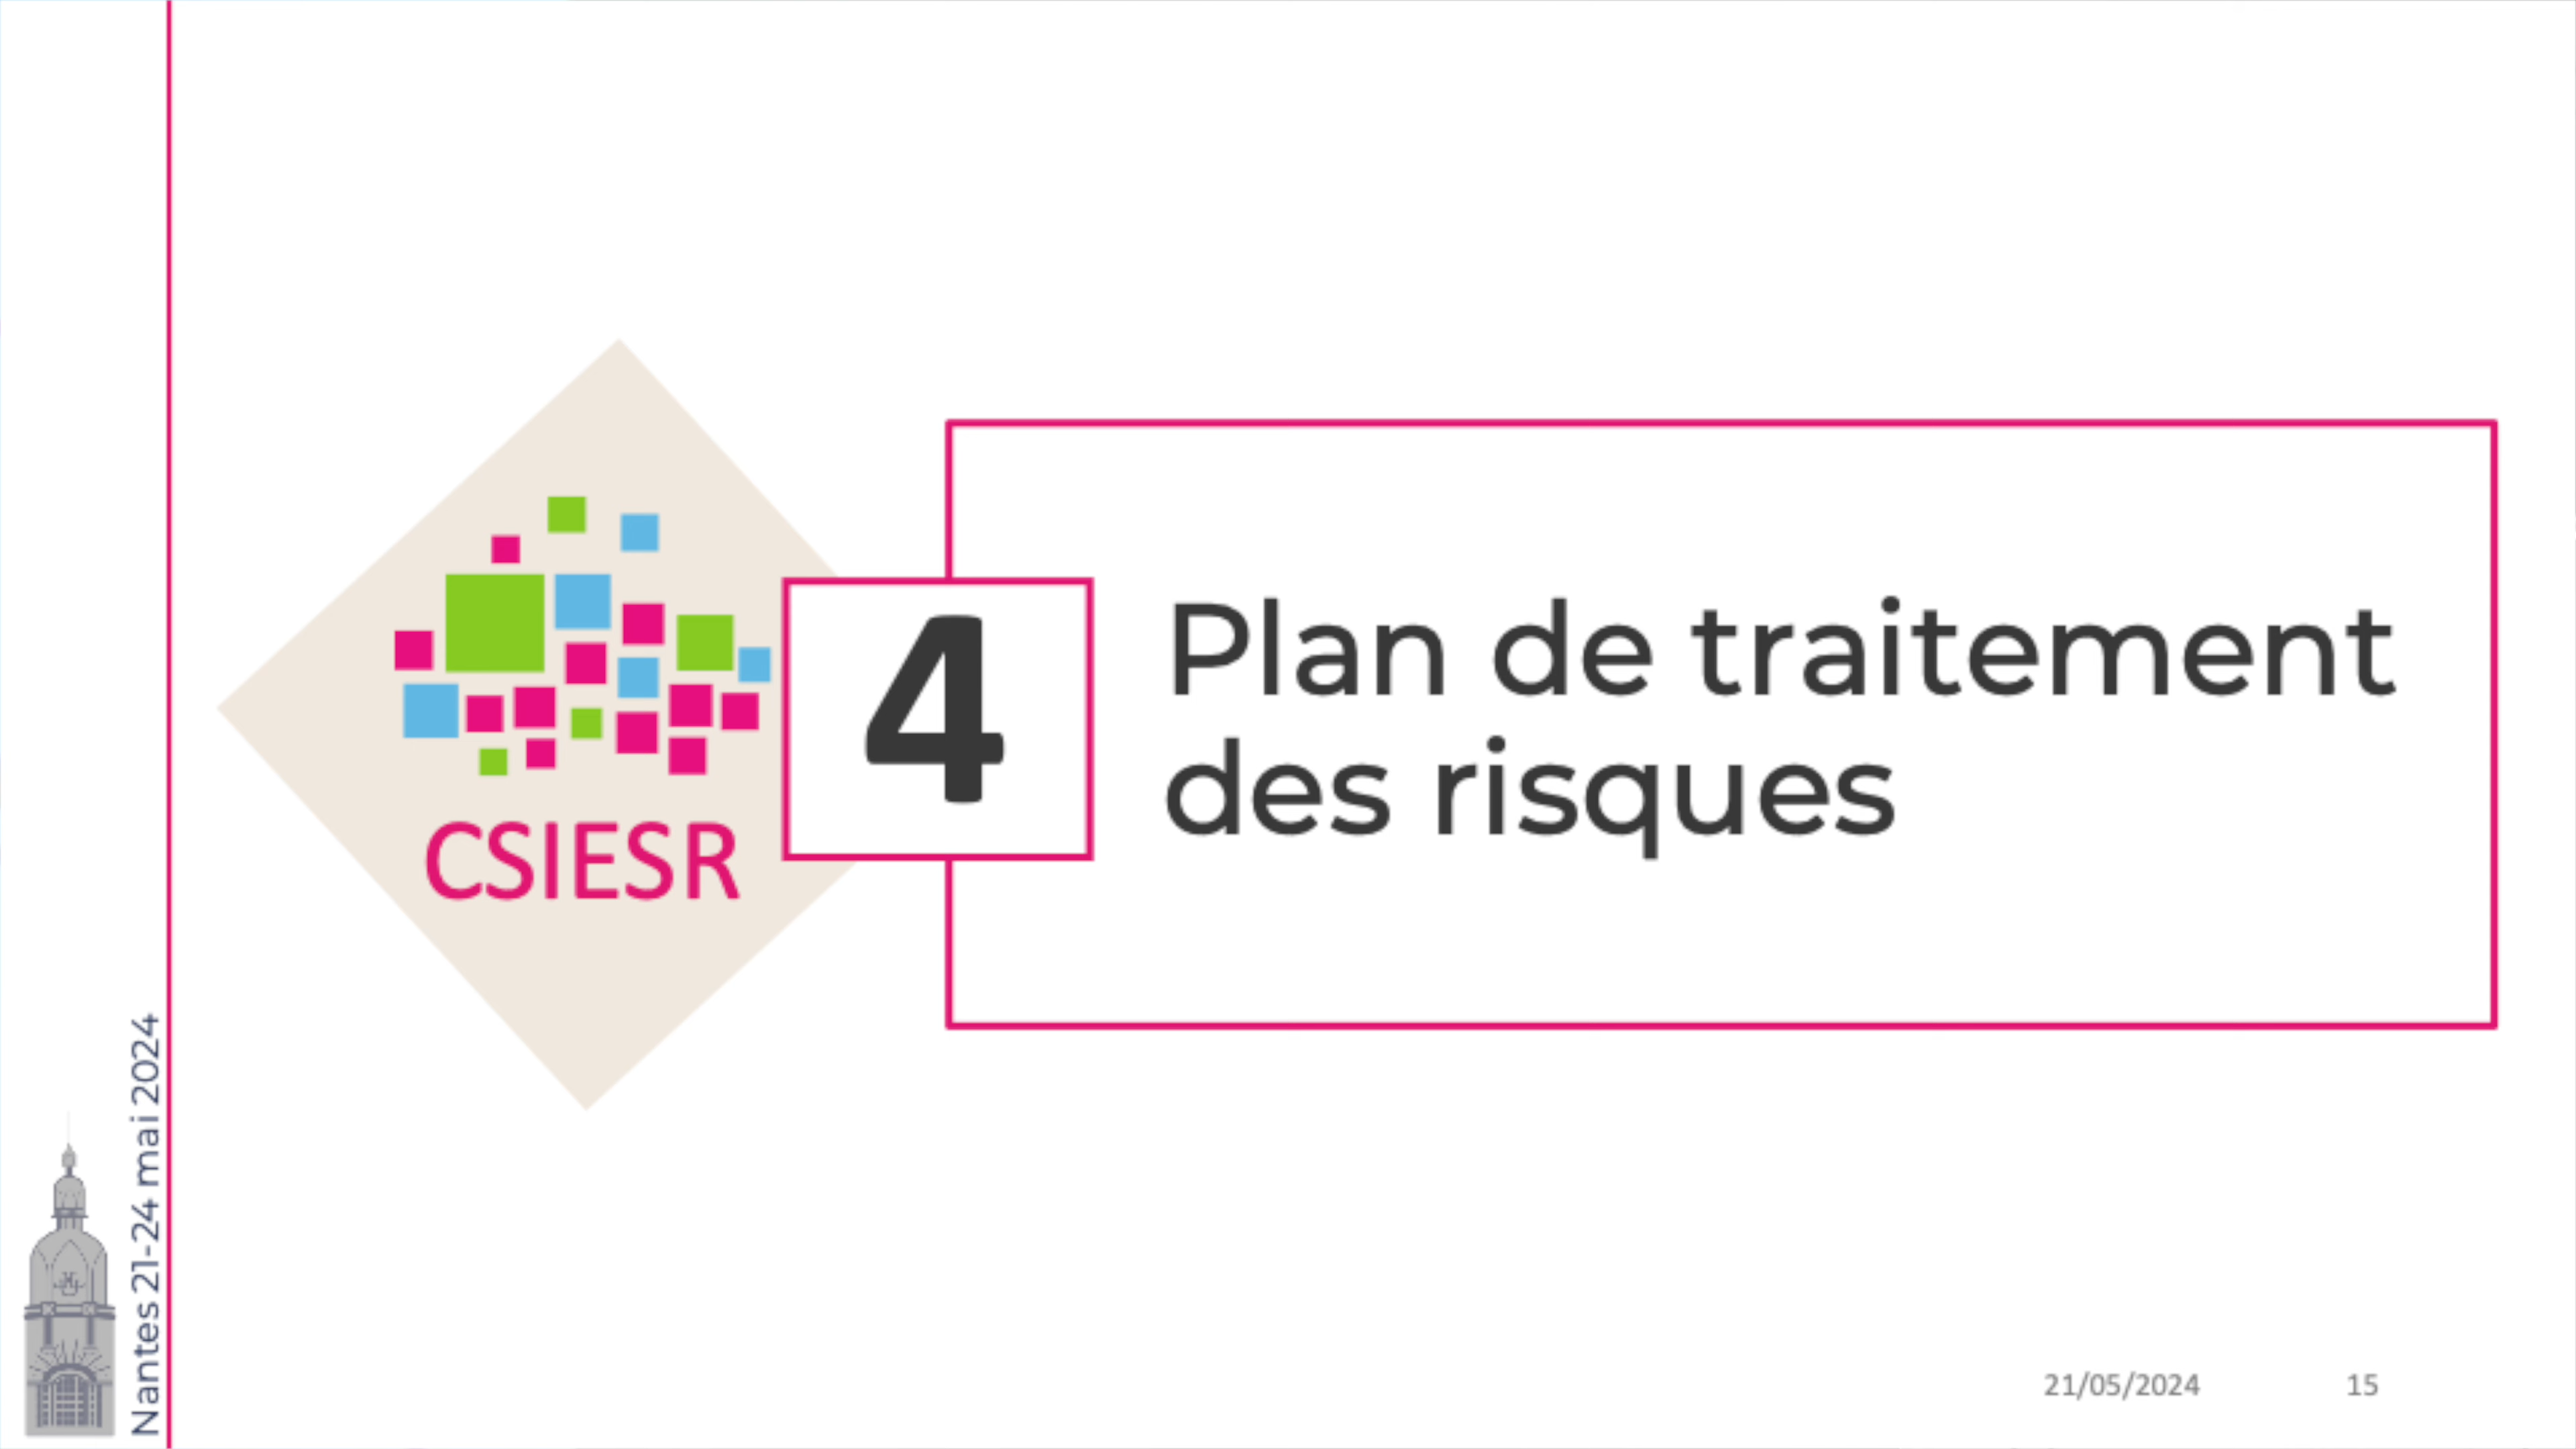 CSIESR
4
Plan de traitement
des risques
Nantes 21-24 mai 2024
21/05/2024
15